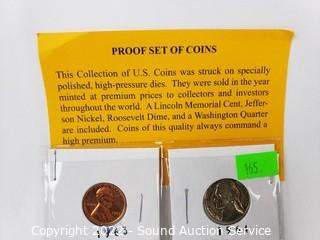 PROOF SET OF COINS
This Collection of U.S. Coins was struck on specially
polished, high-pressure dies. They were sold in the year
minted at premium prices to collectors and investors
throughout the world. A Lincoln Memorial Cent, Jeffer-
son Nickel, Roosevelt Dime, and a Washington Quarter
are included. Coins of this quality always command a
high premium.
165.
Sound Auction Service